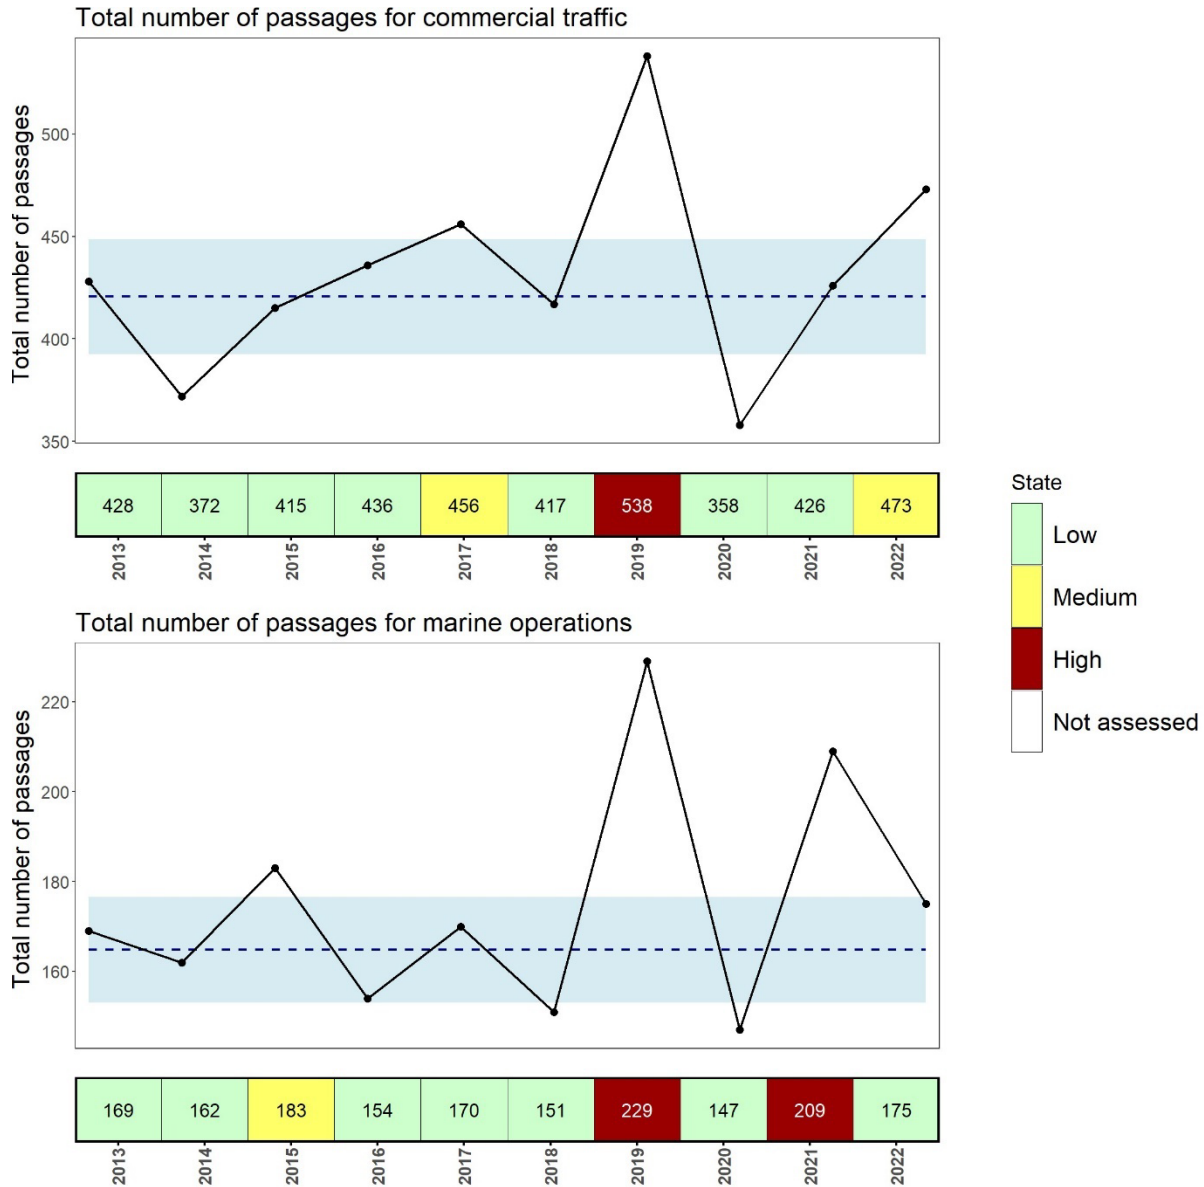 Total number of passages for commercial traffic
Total number of passages
500
450
400
350
428 372 415 436 456 417 538 358 426 473
2013 2014 2015 2016 2017 2018 2019 2020 2021 2022
State
Low
Medium
High
Not assessed
Total number of passages for marine operations
Total number of passages
220
200
180
160
169 162 183 154 170 151 229 147 209 175
2013 2014 2015 2016 2017 2018 2019 2020 2021 2022